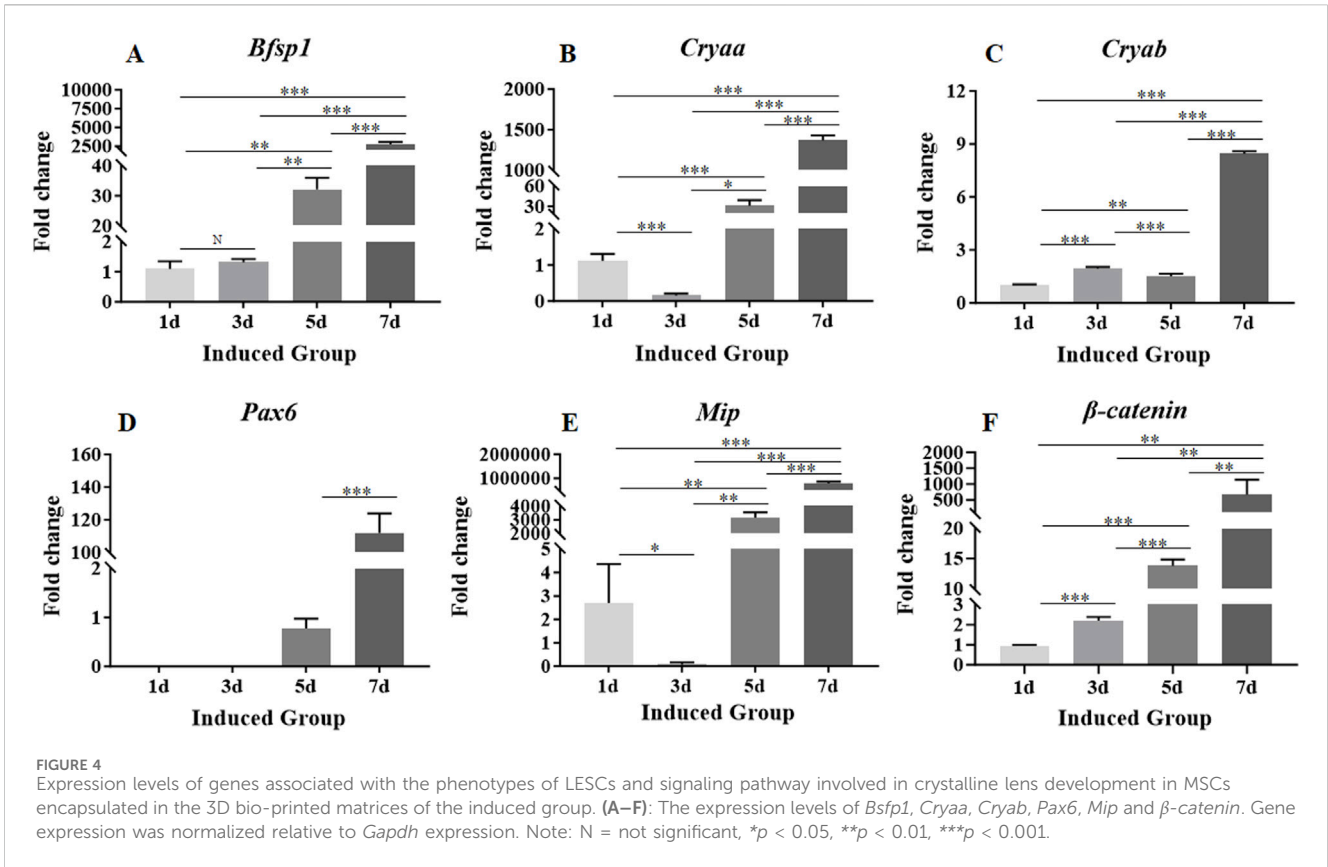 A
Bfsp1
10000
7500
5000
2500
40
30
20
2
1
0
Fold change
***
***
***
**
**
N
1d 3d 5d 7d
Induced Group
B
Cryaa
2000
1500
1000
60
30
2
1
0
Fold change
***
***
***
***
*
***
1d 3d 5d 7d
Induced Group
C
Cryab
12
9
6
3
0
Fold change
***
***
***
**
***
***
1d 3d 5d 7d
Induced Group
D
Pax6
160
140
120
100
2
1
0
Fold change
***
1d 3d 5d 7d
Induced Group
E
Mip
2000000
1000000
4000
3000
2000
5
4
3
2
1
0
Fold change
***
***
***
**
**
*
1d 3d 5d 7d
Induced Group
F
β-catenin
2000
1500
1000
500
20
15
10
3
2
1
0
Fold change
**
**
**
***
***
***
1d 3d 5d 7d
Induced Group
FIGURE 4
Expression levels of genes associated with the phenotypes of LESCs and signaling pathway involved in crystalline lens development in MSCs
encapsulated in the 3D bio-printed matrices of the induced group. (A–F): The expression levels of Bsfp1, Cryaa, Cryab, Pax6, Mip and β-catenin. Gene
expression was normalized relative to Gapdh expression. Note: N = not significant, *p < 0.05, **p < 0.01, ***p < 0.001.